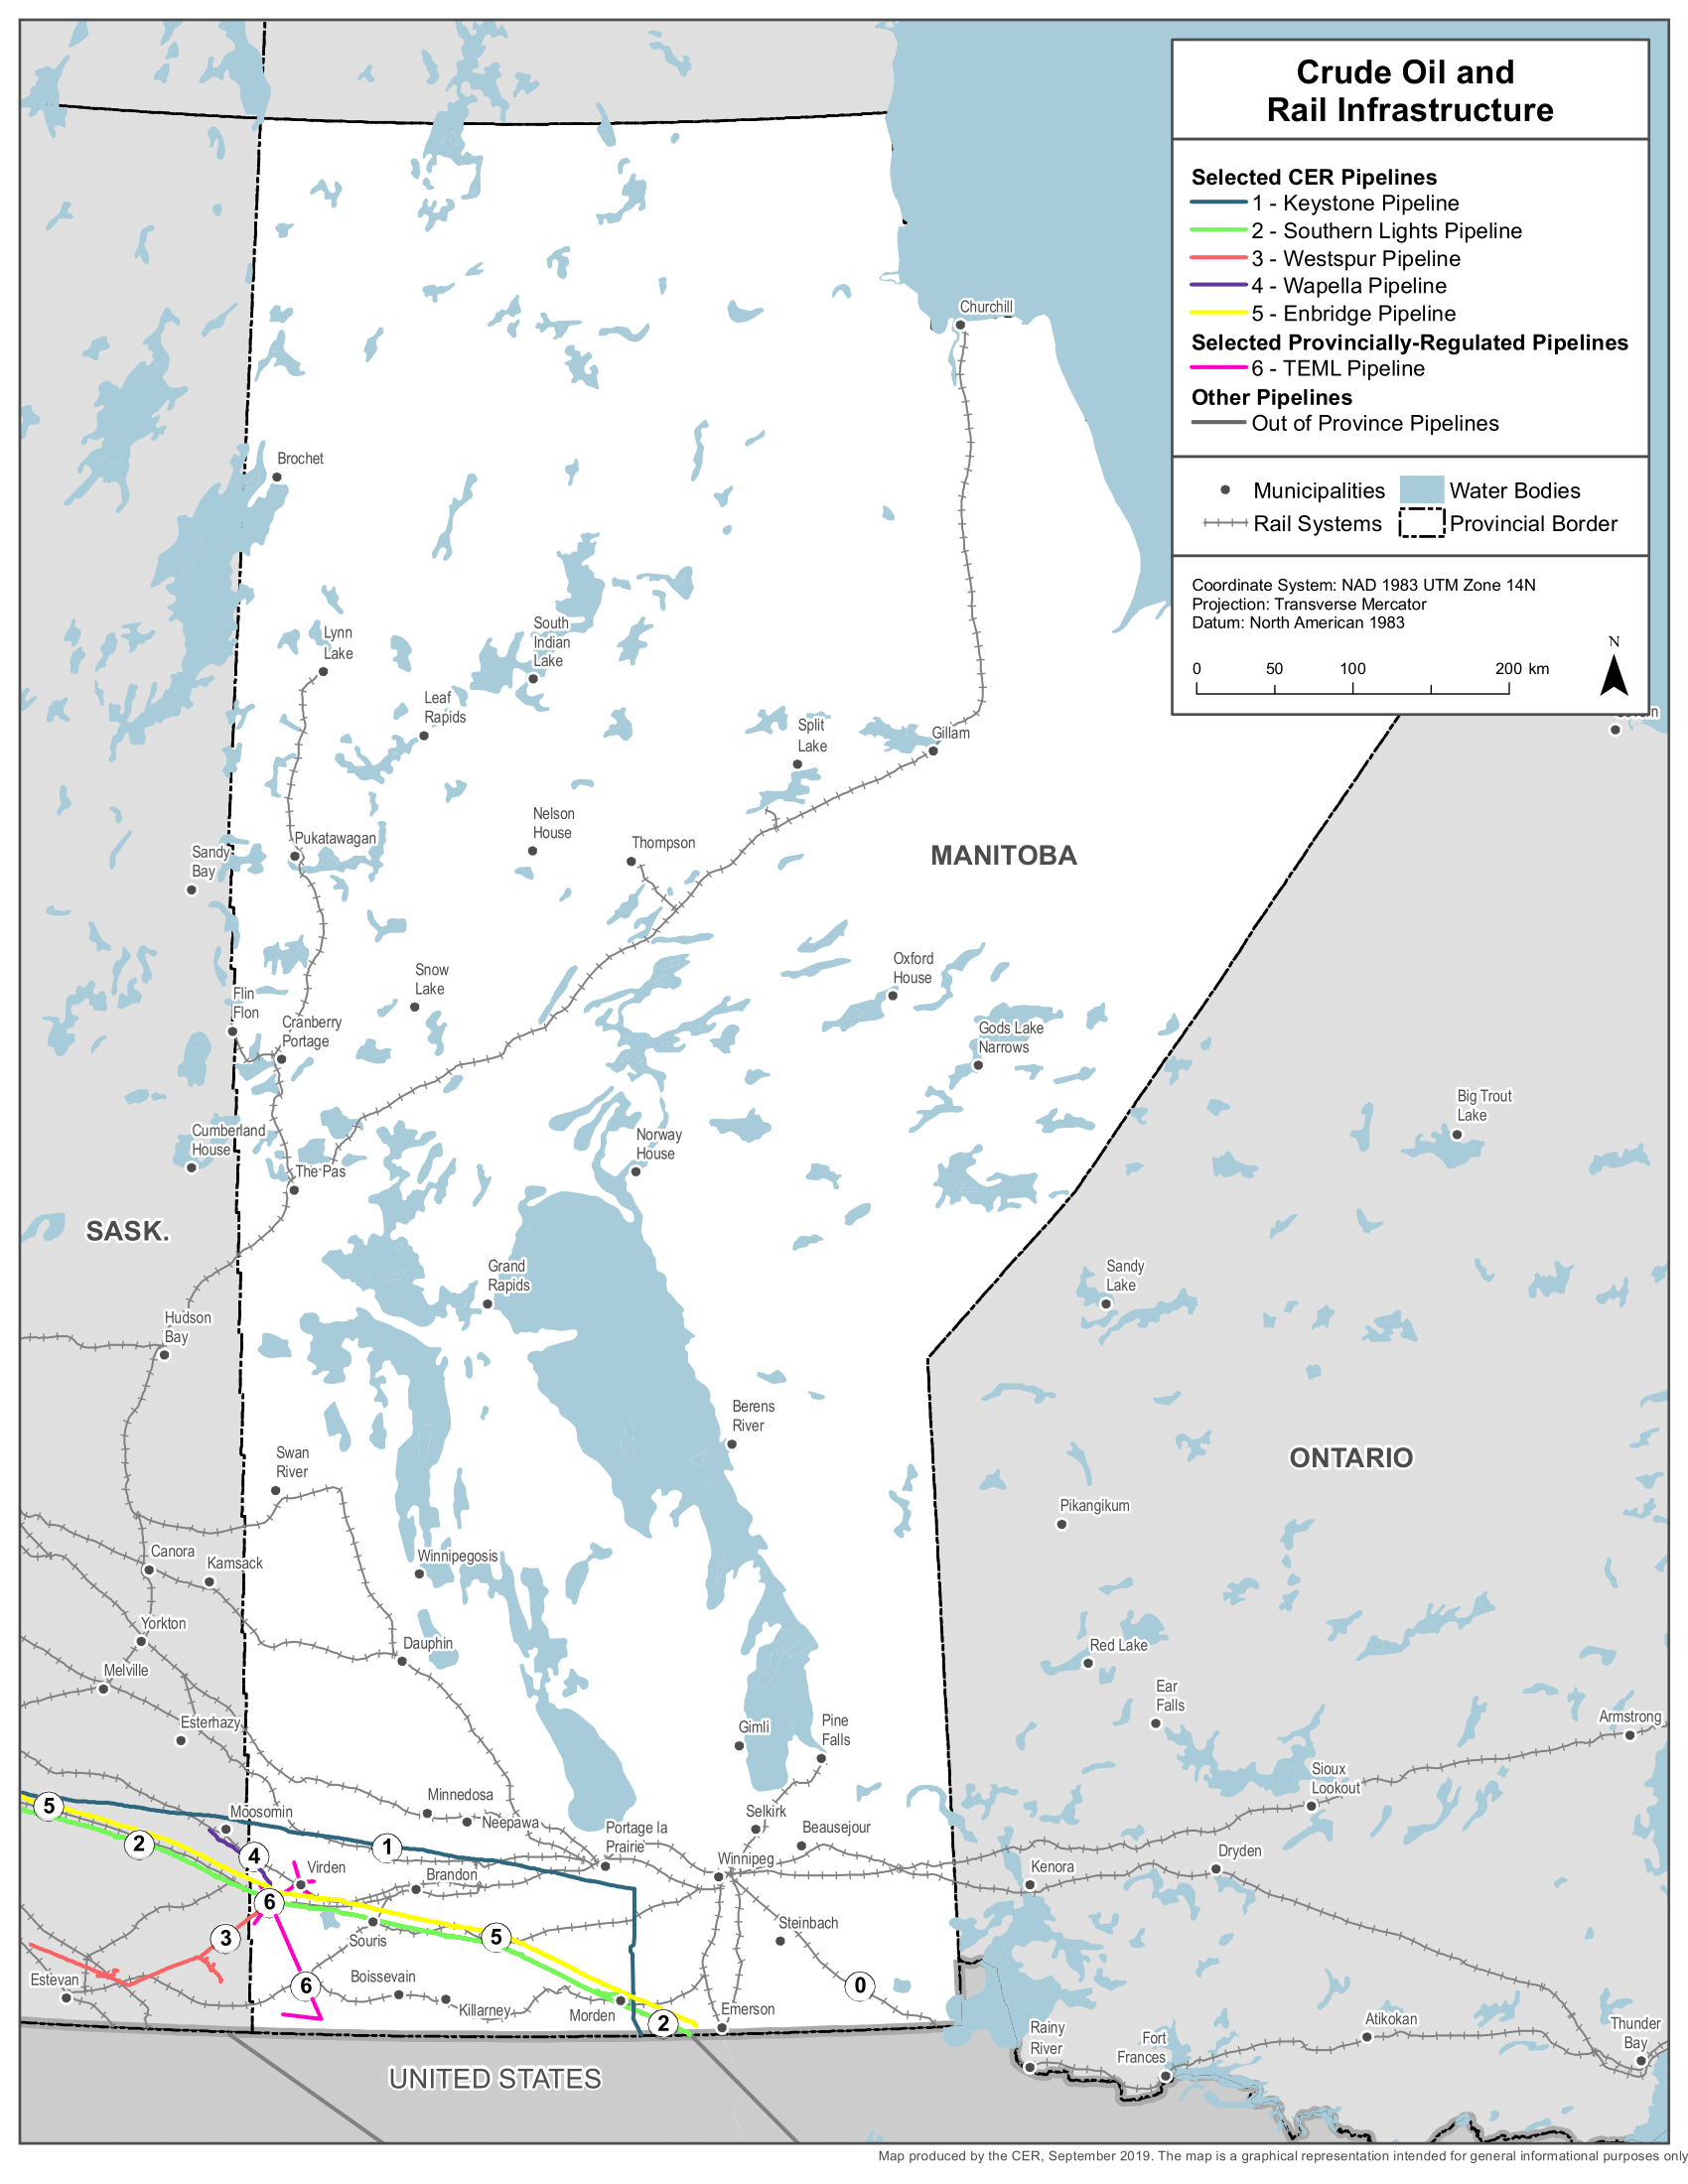 Crude Oil and
Rail Infrastructure
Selected CER Pipelines
1 - Keystone Pipeline
2 - Southern Lights Pipeline
3 - Westspur Pipeline
4 - Wapella Pipeline
5 - Enbridge Pipeline
Selected Provincially-Regulated Pipelines
6 - TEML Pipeline
Other Pipelines
Out of Province Pipelines
Municipalities
Water Bodies
Rail Systems
Provincial Border
Coordinate System: NAD 1983 UTM Zone 14N
Projection: Transverse Mercator
Datum: North American 1983
N
0 50 100 200 km
Churchill
Brochet
Lynn
Lake
South
Indian
Lake
Leaf
Rapids
Split
Lake
Gillam
Nelson
House
Thompson
Pukatawagan
Sandy
Bay
MANITOBA
Snow
Lake
Oxford
House
Flin
Flon
Cranberry
Portage
Gods Lake
Narrows
Big Trout
Lake
Cumberland
House
Norway
House
The Pas
SASK.
Grand
Rapids
Sandy
Lake
Hudson
Bay
Berens
River
Swan
River
ONTARIO
Pikangikum
Canora
Kamsack
Winnipegosis
Yorkton
Dauphin
Red Lake
Melville
Ear
Falls
Esterhazy
Gimli
Pine
Falls
Armstrong
Sioux
Lookout
5
Moosomin
Minnedosa
Neepawa
Portage la
Prairie
Selkirk
Beausejour
2
4
1
Virden
Brandon
Winnipeg
Kenora
Dryden
6
3
Souris
5
Steinbach
Estevan
6
Boissevain
Killarney
Morden
2
Emerson
0
Rainy
River
Fort
Frances
Atikokan
Thunder
Bay
UNITED STATES
Map produced by the CER, September 2019. The map is a graphical representation intended for general informational purposes only